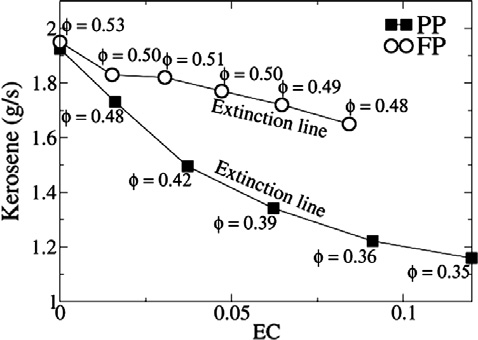 2
1.8
1.6
1.4
1.2
1
Kerosene (g/s)
0
0.05
0.1
EC
PP
FP
ϕ = 0.53
ϕ = 0.50
ϕ = 0.51
ϕ = 0.50
ϕ = 0.49
ϕ = 0.48
Extinction line
ϕ = 0.48
ϕ = 0.42
ϕ = 0.39
ϕ = 0.36
ϕ = 0.35
Extinction line